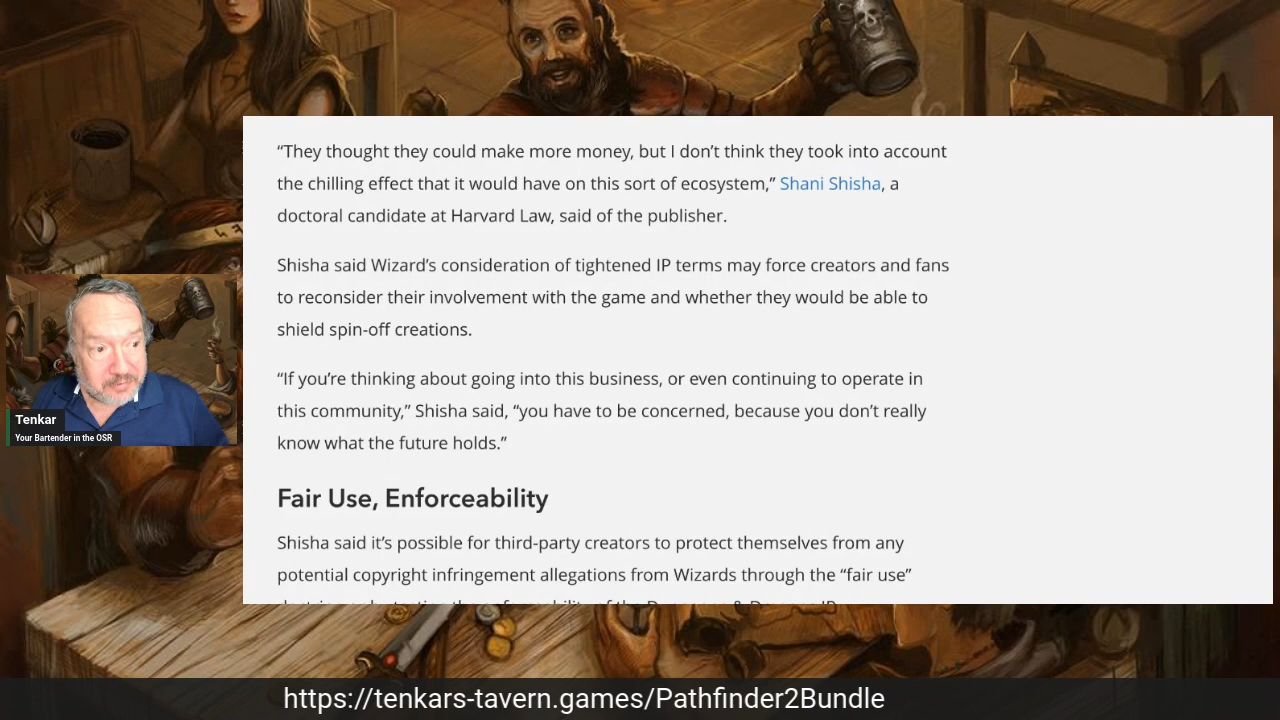 “They thought they could make more money, but I don’t think they took into account
the chilling effect that it would have on this sort of ecosystem,” Shani Shisha, a
doctoral candidate at Harvard Law, said of the publisher.
Shisha said Wizard’s consideration of tightened IP terms may force creators and fans
to reconsider their involvement with the game and whether they would be able to
shield spin-off creations.
“If you’re thinking about going into this business, or even continuing to operate in
this community,” Shisha said, “you have to be concerned, because you don’t really
know what the future holds.”
Fair Use, Enforceability
Shisha said it’s possible for third-party creators to protect themselves from any
potential copyright infringement allegations from Wizards through the “fair use”
Tenkar
Your Bartender in the OSR
https://tenkars-tavern.games/Pathfinder2Bundle